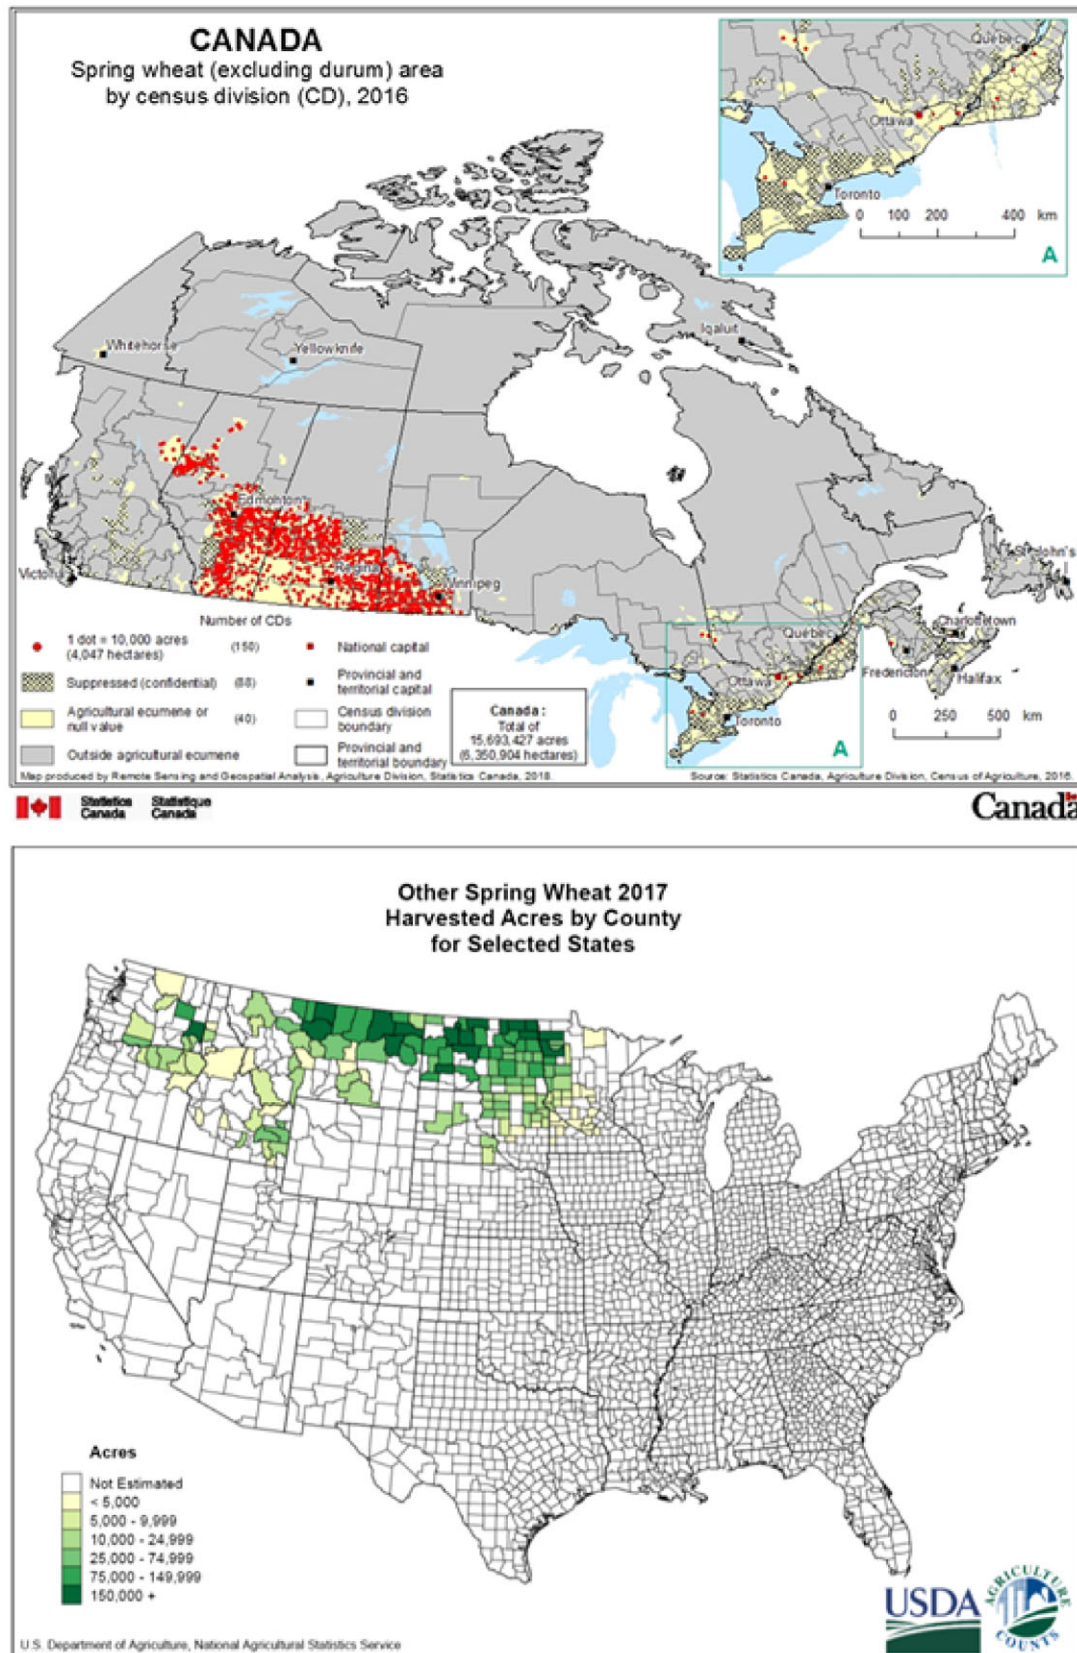 CANADA
Spring wheat (excluding durum) area
by census division (CD), 2016
Québec
Ottawa
Toronto
0 100 200 400 km
A
Whitehorse
Yellowknife
Iqaluit
Edmonton
Victoria
Regina
Winnipeg
St. John's
Charlottetown
Québec
Fredericton
Halifax
Ottawa
Toronto
0 250 500 km
A
Number of CDs
1 dot = 10,000 acres
(4,047 hectares)
(150)
National capital
Suppressed (confidential)
(88)
Provincial and
territorial capital
Agricultural ecumene or
null value
(40)
Census division
boundary
Outside agricultural ecumene
Provincial and
territorial boundary
Canada :
Total of
15,693,427 acres
(6,350,904 hectares)
Map produced by Remote Sensing and Geospatial Analysis, Agriculture Division, Statistics Canada, 2018.
Source: Statistics Canada, Agriculture Division, Census of Agriculture, 2016.
Statistics Statistique
Canada Canada
Canada
Other Spring Wheat 2017
Harvested Acres by County
for Selected States
Acres
Not Estimated
< 5,000
5,000 - 9,999
10,000 - 24,999
25,000 - 74,999
75,000 - 149,999
150,000 +
USDA
AGRICULTURE
COUNTS
U.S. Department of Agriculture, National Agricultural Statistics Service